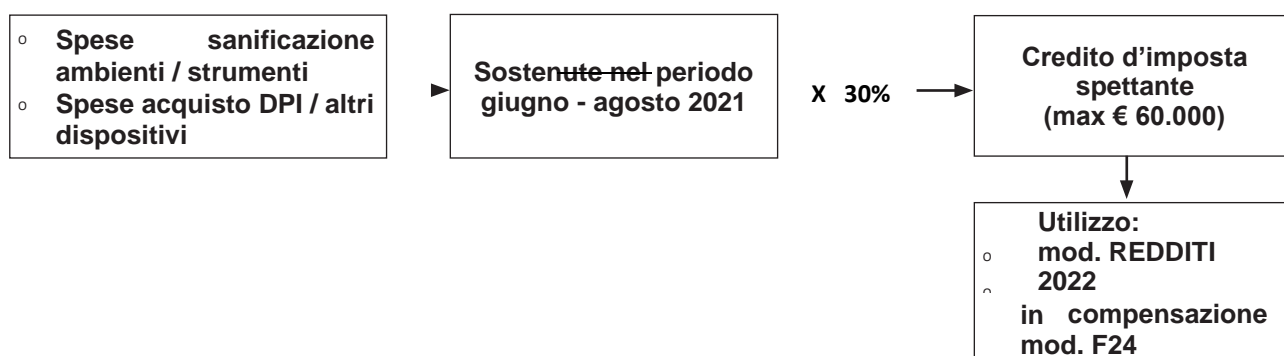 o Spese sanificazione
ambienti / strumenti
o Spese acquisto DPI / altri
dispositivi
Sostenute nel periodo
giugno - agosto 2021
X 30%
Credito d’imposta
spettante
(max € 60.000)
Utilizzo:
o mod. REDDITI
o 2022
in compensazione
mod. F24